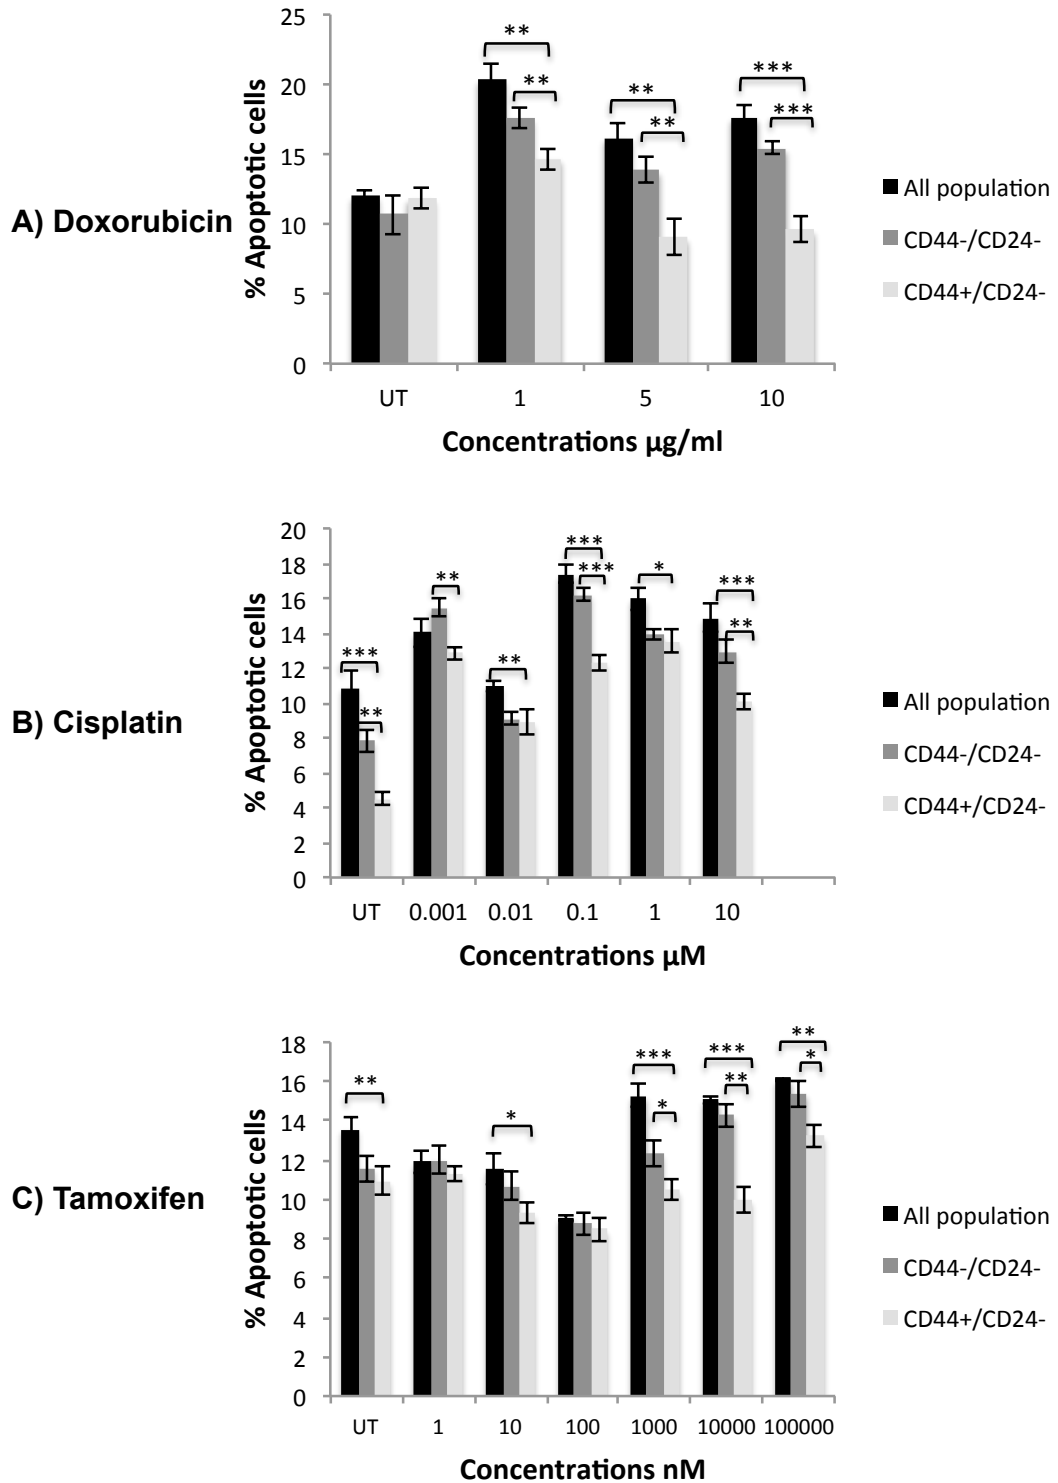 25
20
15
10
5
0
% Apoptotic cells
A) Doxorubicin
**
**
**
**
***
***
UT 1 5 10
Concentrations µg/ml
All population
CD44-/CD24-
CD44+/CD24-
20
18
16
14
12
10
8
6
4
2
0
% Apoptotic cells
B) Cisplatin
***
**
**
**
***
***
*
***
**
UT 0.001 0.01 0.1 1 10
Concentrations µM
All population
CD44-/CD24-
CD44+/CD24-
18
16
14
12
10
8
6
4
2
0
% Apoptotic cells
C) Tamoxifen
**
*
***
*
***
**
**
*
UT 1 10 100 1000 10000 100000
Concentrations nM
All population
CD44-/CD24-
CD44+/CD24-